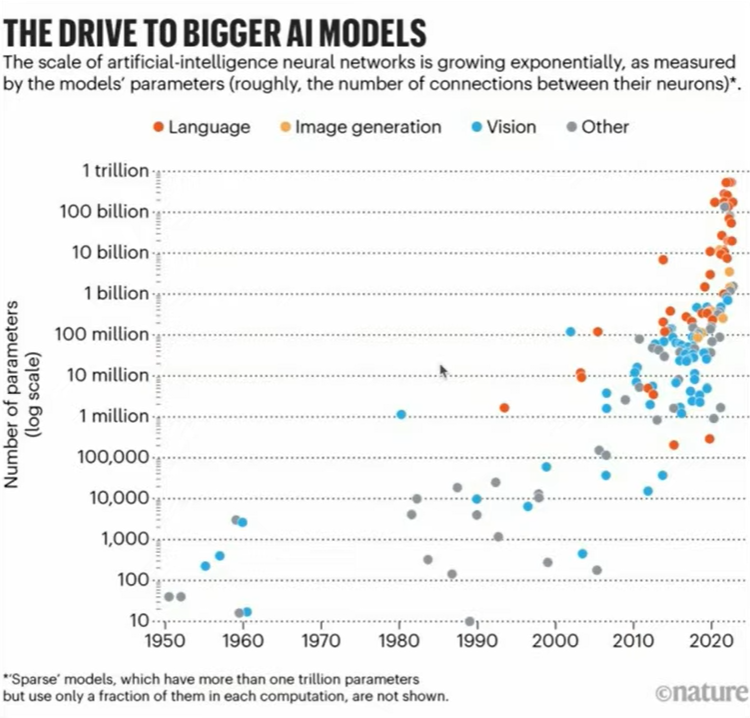 THE DRIVE TO BIGGER AI MODELS
The scale of artificial-intelligence neural networks is growing exponentially, as measured
by the models' parameters (roughly, the number of connections between their neurons)*.
Language Image generation Vision Other
Number of parameters
(log scale)
1 trillion
100 billion
10 billion
1 billion
100 million
10 million
1 million
100,000
10,000
1,000
100
10
1950 1960 1970 1980 1990 2000 2010 2020
*'Sparse' models, which have more than one trillion parameters
but use only a fraction of them in each computation, are not shown.
©nature